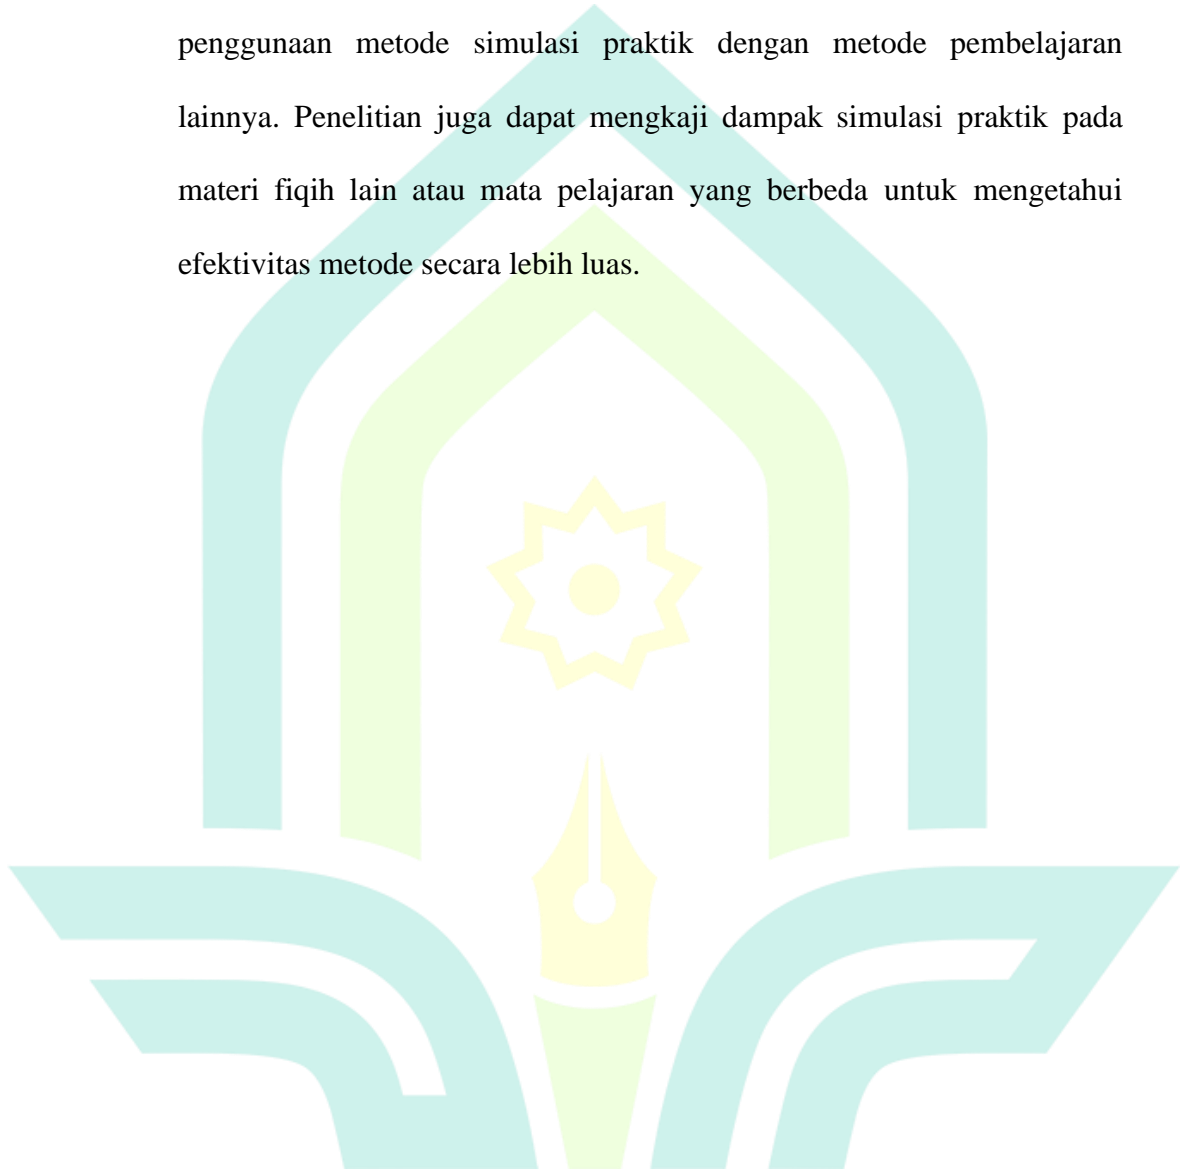 penggunaan metode simulasi praktik dengan metode pembelajaran
lainnya. Penelitian juga dapat mengkaji dampak simulasi praktik pada
materi fiqih lain atau mata pelajaran yang berbeda untuk mengetahui
efektivitas metode secara lebih luas.